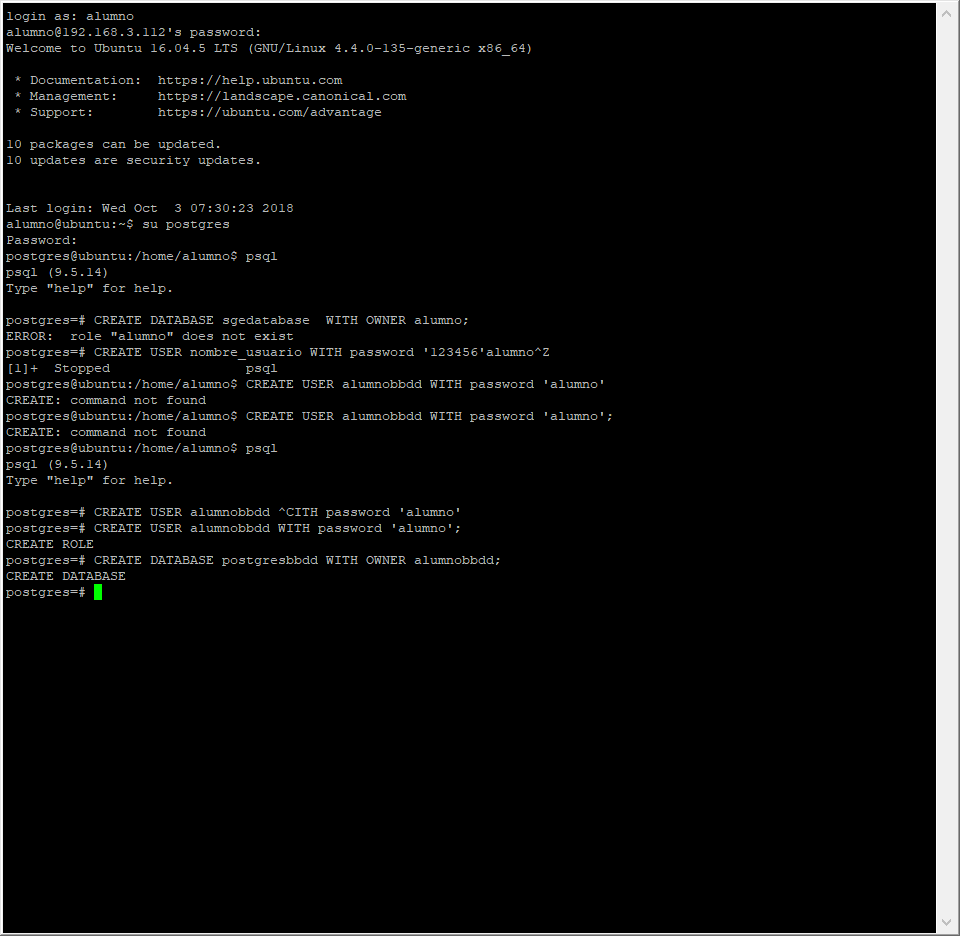 login as: alumno
alumno@192.168.3.112's password:
Welcome to Ubuntu 16.04.5 LTS (GNU/Linux 4.4.0-135-generic x86_64)
 * Documentation:  https://help.ubuntu.com
 * Management:     https://landscape.canonical.com
 * Support:        https://ubuntu.com/advantage
10 packages can be updated.
10 updates are security updates.
Last login: Wed Oct  3 07:30:23 2018
alumno@ubuntu:~$ su postgres
Password:
postgres@ubuntu:/home/alumno$ psql
psql (9.5.14)
Type "help" for help.
postgres=# CREATE DATABASE sgedatabase  WITH OWNER alumno;
ERROR:  role "alumno" does not exist
postgres=# CREATE USER nombre_usuario WITH password '123456'alumno^Z
[1]+  Stopped                 psql
postgres@ubuntu:/home/alumno$ CREATE USER alumnobbdd WITH password 'alumno'
CREATE: command not found
postgres@ubuntu:/home/alumno$ CREATE USER alumnobbdd WITH password 'alumno';
CREATE: command not found
postgres@ubuntu:/home/alumno$ psql
psql (9.5.14)
Type "help" for help.
postgres=# CREATE USER alumnobbdd ^CITH password 'alumno'
postgres=# CREATE USER alumnobbdd WITH password 'alumno';
CREATE ROLE
postgres=# CREATE DATABASE postgresbbdd WITH OWNER alumnobbdd;
CREATE DATABASE
postgres=#